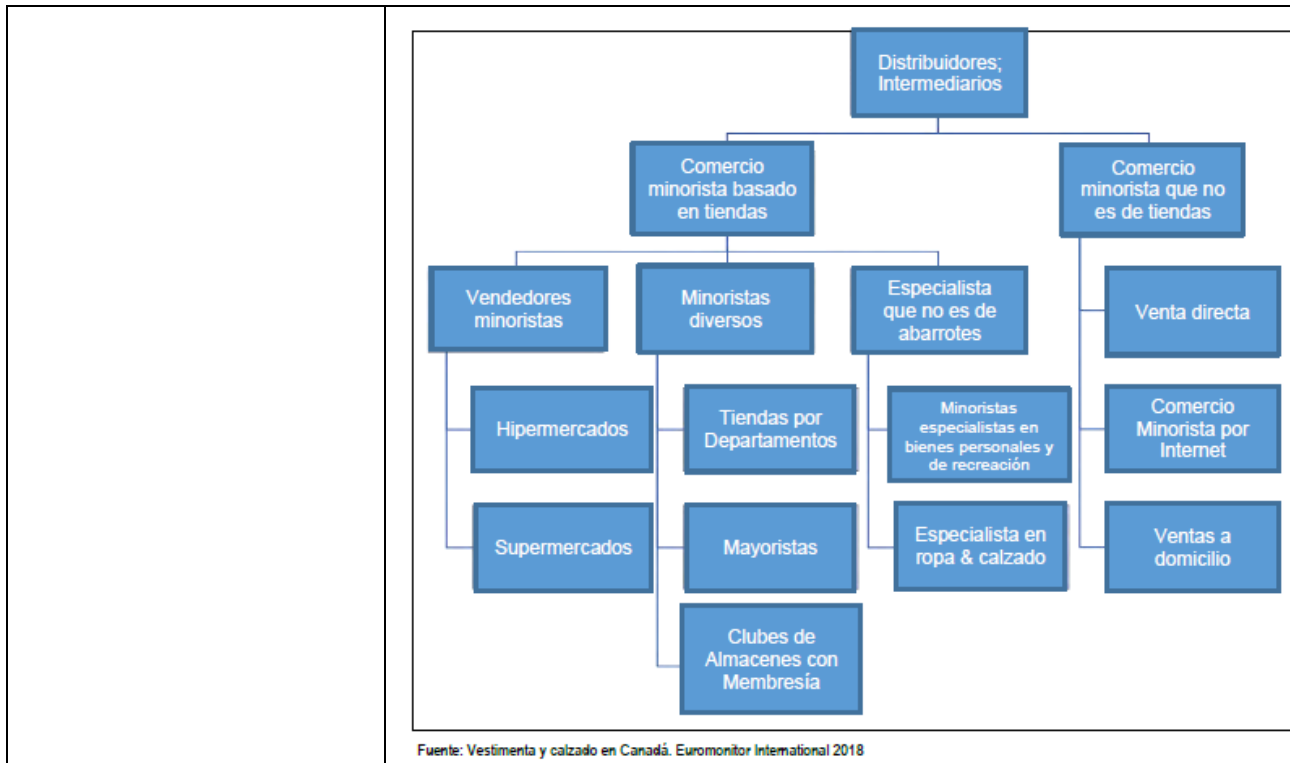 Distribuidores;
Intermediarios
Comercio
minorista basado
en tiendas
Comercio
minorista que no
es de tiendas
Vendedores
minoristas
Minoristas
diversos
Especialista
que no es de
abarrotes
Venta directa
Hipermercados
Tiendas por
Departamentos
Minoristas
especialistas en
bienes personales y
de recreación
Comercio
Minorista por
Internet
Supermercados
Mayoristas
Especialista en
ropa & calzado
Ventas a
domicilio
Clubes de
Almacenes con
Membresía
Fuente: Vestimenta y calzado en Canadá. Euromonitor International 2018